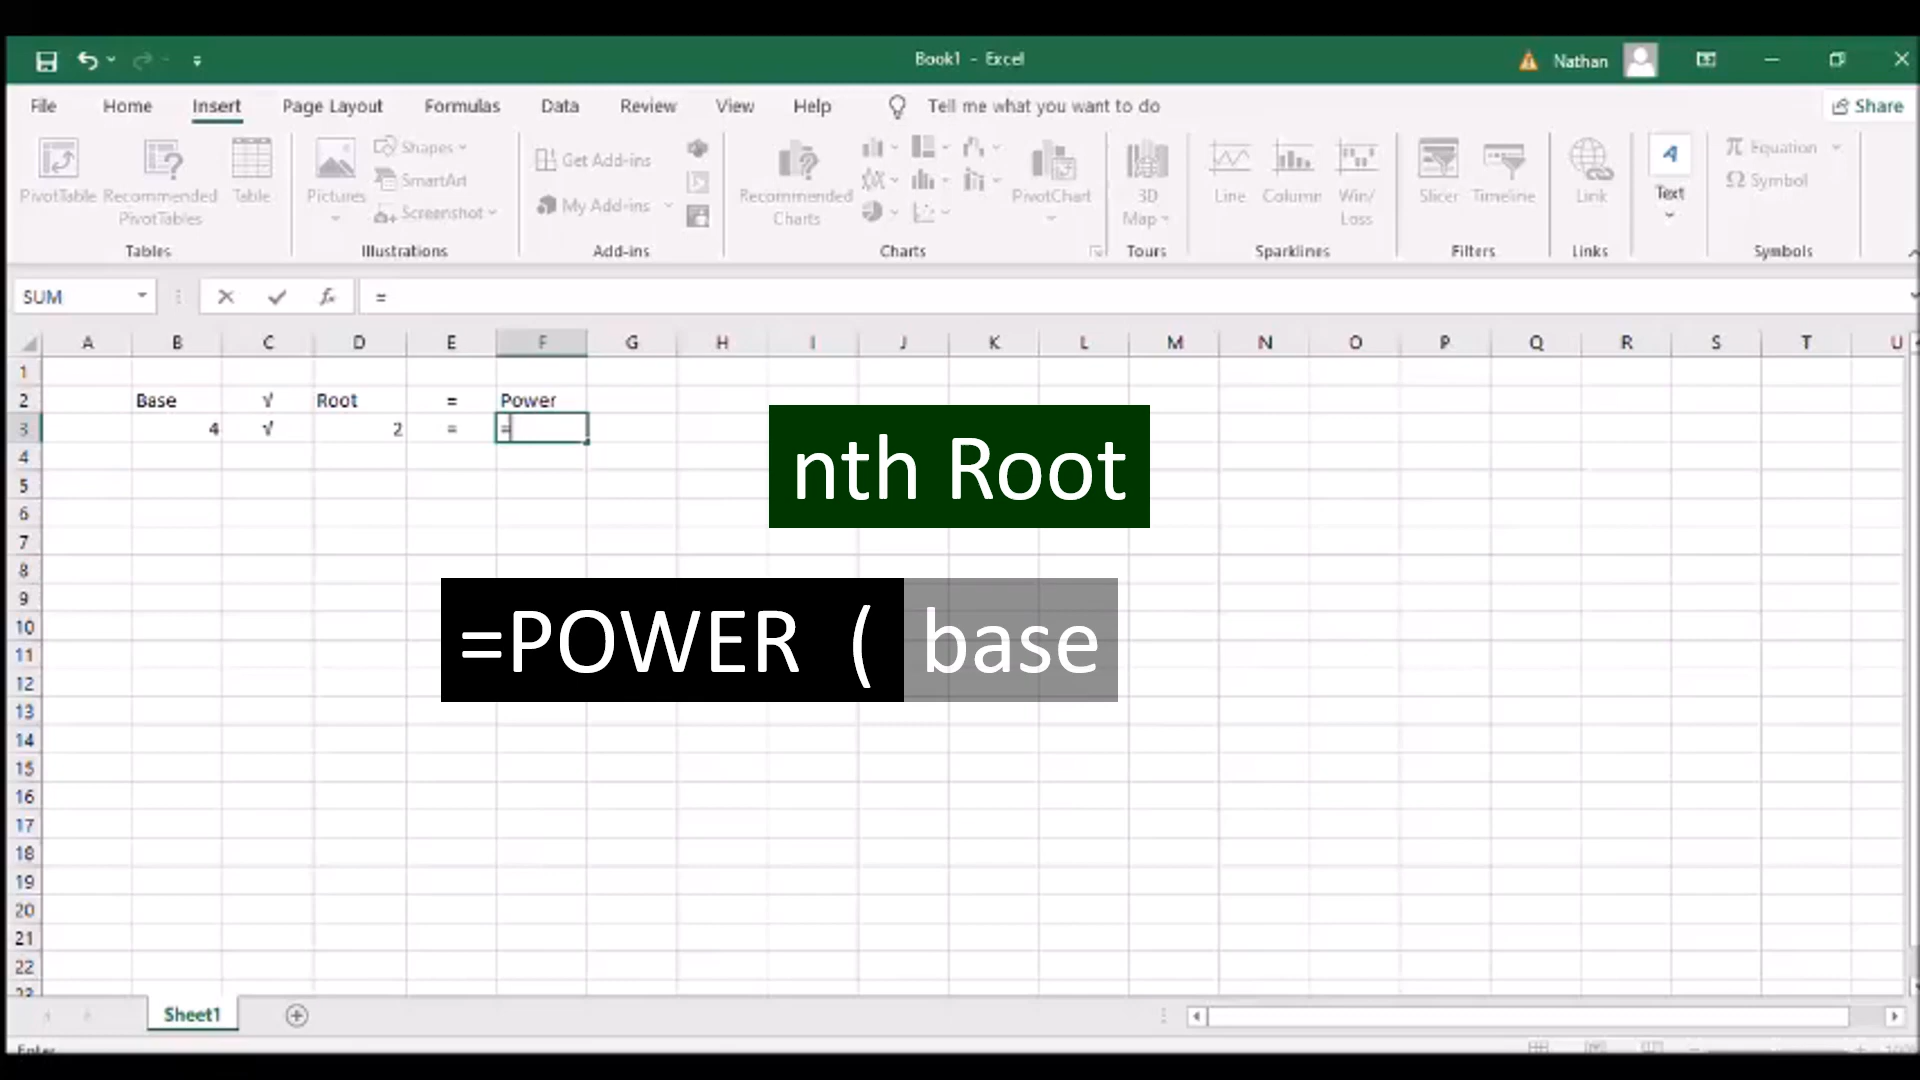 Book1 - Excel
Nathan
File Home Insert Page Layout Formulas Data Review View Help Tell me what you want to do Share
PivotTable Recommended PivotTables Table
Tables
Pictures Shapes SmartArt Screenshot
Illustrations
Get Add-ins
My Add-ins
Add-ins
Recommended Charts PivotChart
Charts
3D Map
Tours
Line Column Win/Loss
Sparklines
Slicer Timeline
Filters
Link
Links
Text
π Equation
Ω Symbol
Symbols
SUM fx =
A B C D E F G H I J K L M N O P Q R S T U
1
2 Base √ Root = Power
3 4 √ 2 = =
nth Root
4
5
6
7
8
9
=POWER ( base
10
11
12
13
14
15
16
17
18
19
20
21
22
23
Sheet1
Enter